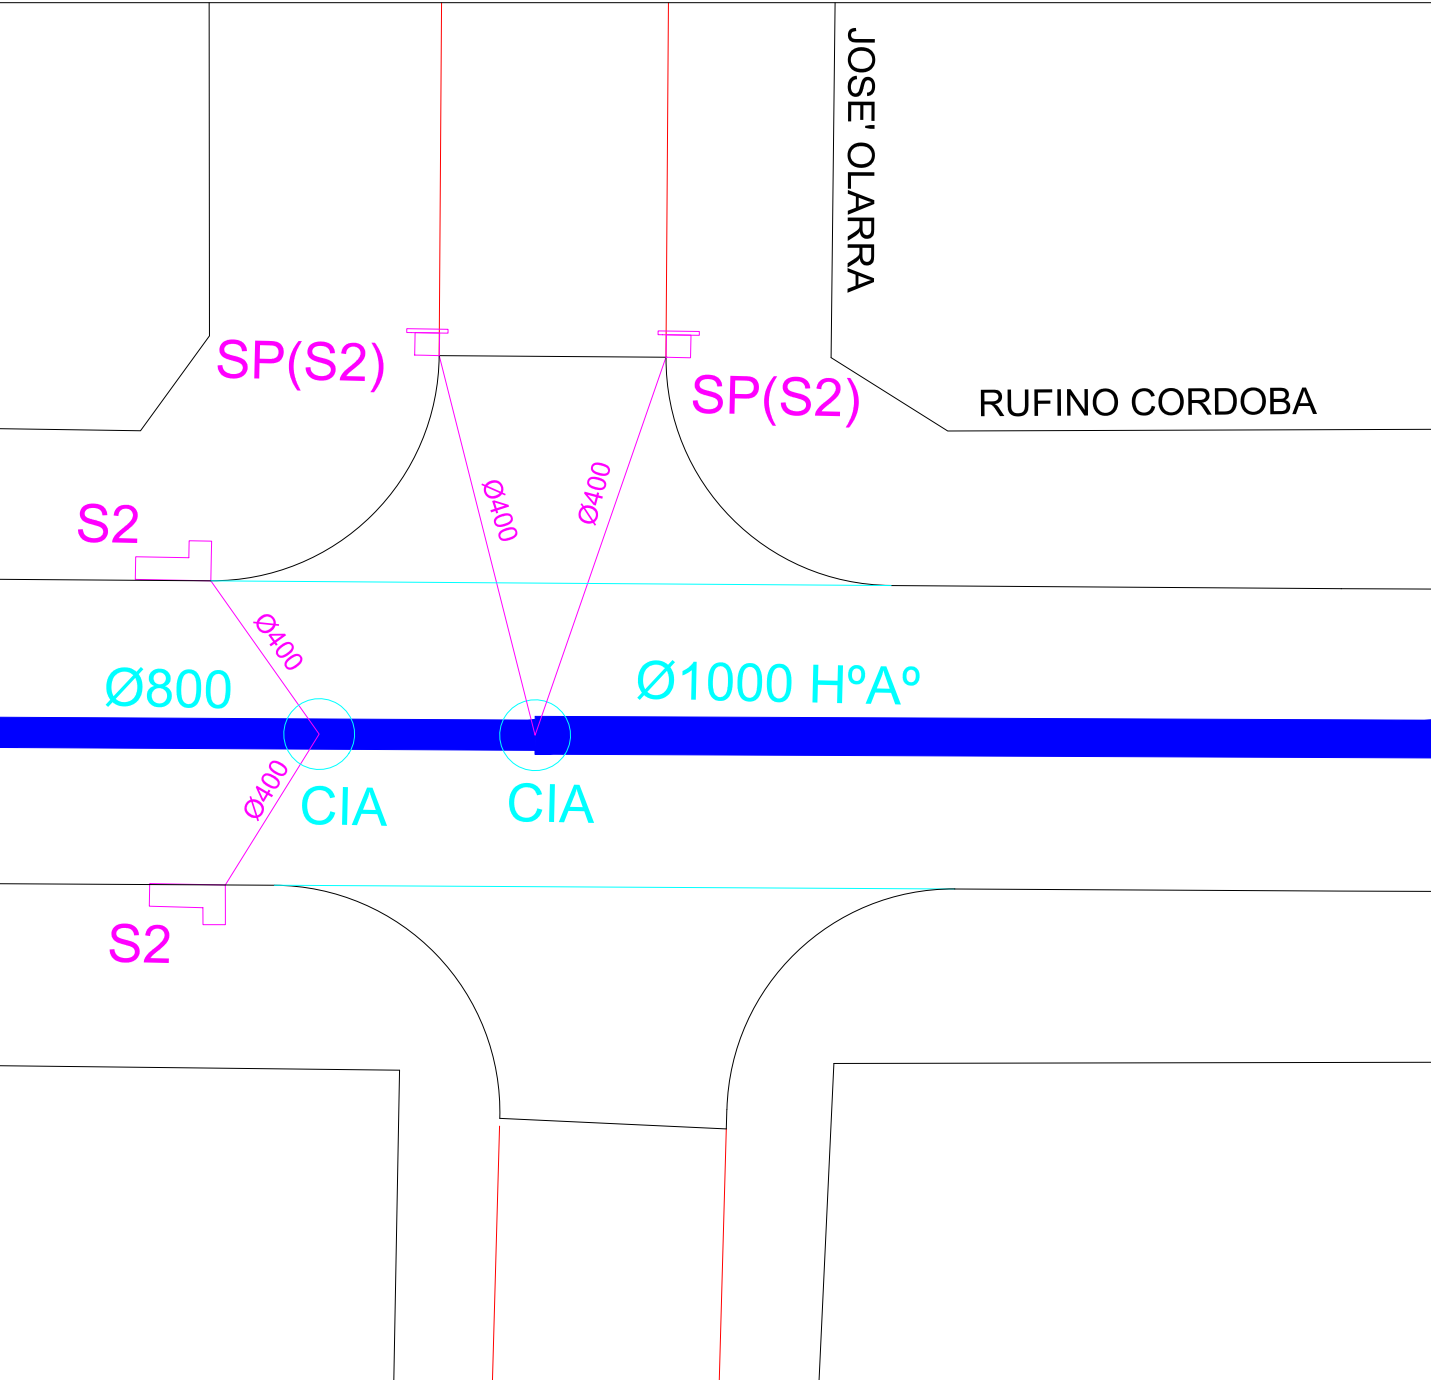 JOSE' OLARRA
SP(S2)
SP(S2)
RUFINO CORDOBA
S2
Ø400
Ø400
Ø400
Ø800
Ø1000 HºAº
Ø400
CIA
CIA
S2